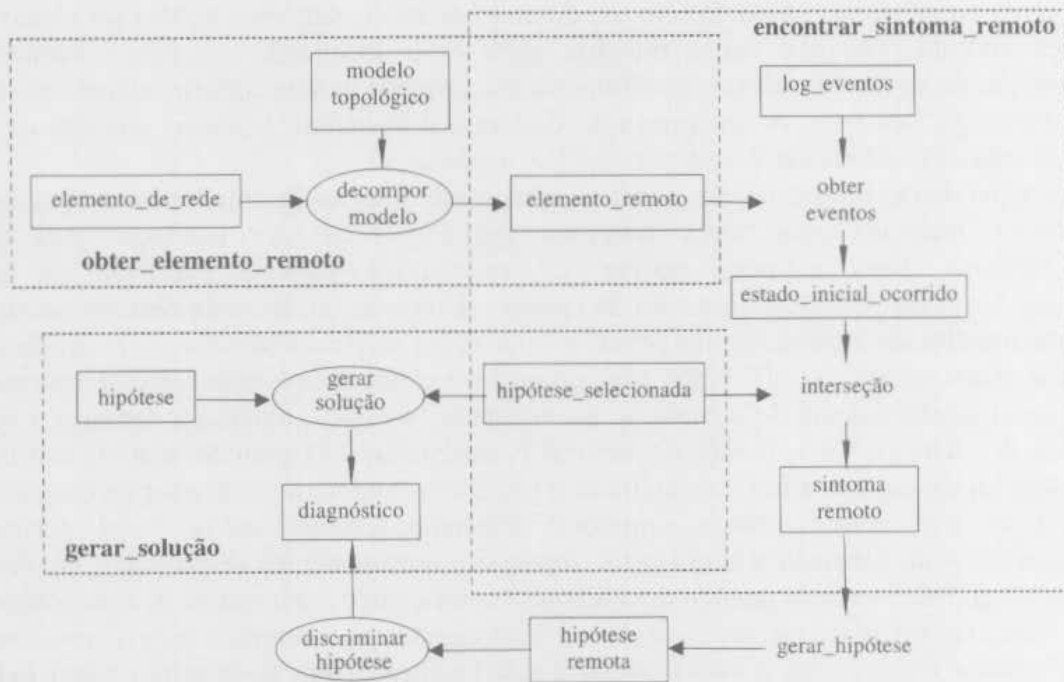 encontrar_sintoma_remoto
modelo
topológico
log_eventos
elemento_de_rede
decompor
modelo
elemento_remoto
obter
eventos
obter_elemento_remoto
estado_inicial_ocorrido
hipótese
gerar
solução
hipótese_selecionada
interseção
diagnóstico
sintoma
remoto
gerar_solução
discriminar
hipótese
hipótese
remota
gerar_hipótese